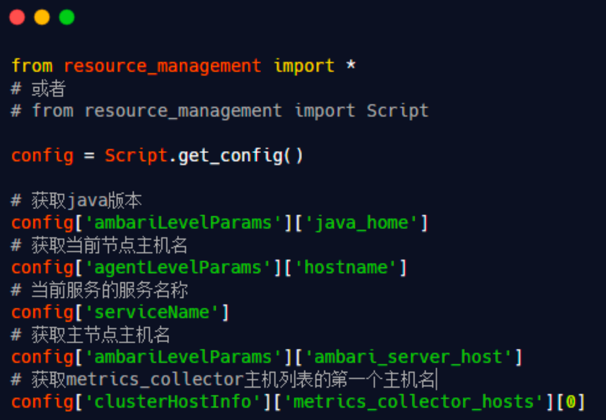 from resource_management import *
# 或者
# from resource_management import Script
config = Script.get_config()
# 获取java版本
config['ambariLevelParams']['java_home']
# 获取当前节点主机名
config['agentLevelParams']['hostname']
# 当前服务的服务名称
config['serviceName']
# 获取主节点主机名
config['ambariLevelParams']['ambari_server_host']
# 获取metrics_collector主机列表的第一个主机名
config['clusterHostInfo']['metrics_collector_hosts'][0]